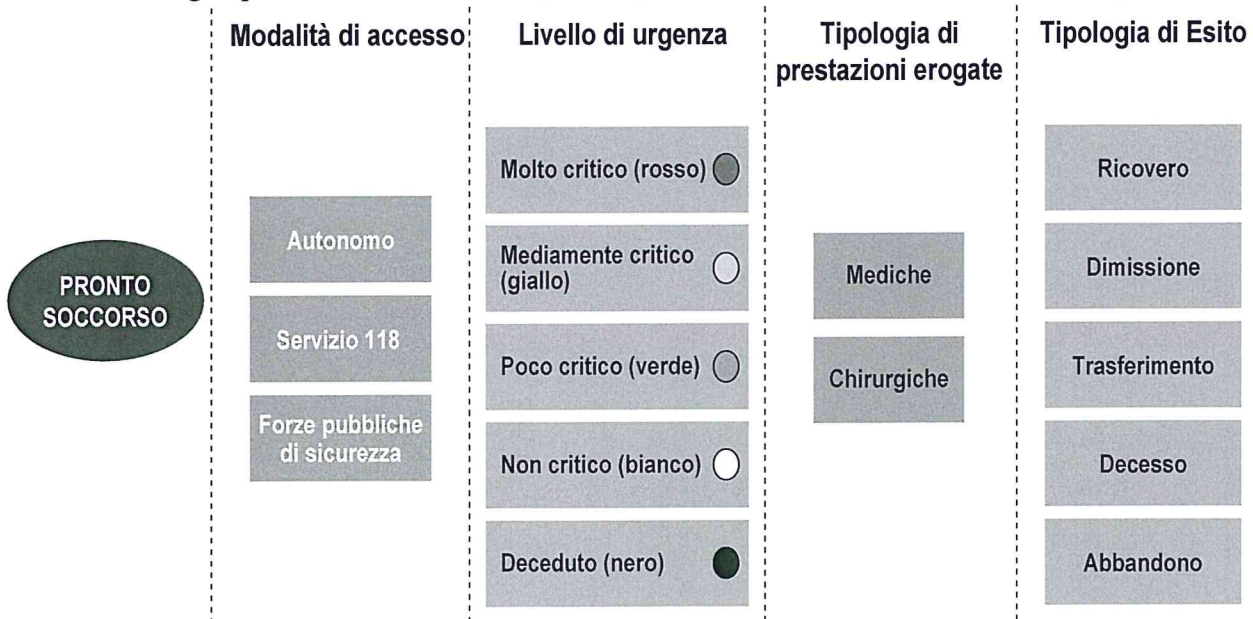 Modalità di accesso
Livello di urgenza
Tipologia di
prestazioni erogate
Tipologia di Esito
PRONTO
SOCCORSO
Autonomo
Servizio 118
Forze pubbliche
di sicurezza
Molto critico (rosso)
Mediamente critico
(giallo)
Poco critico (verde)
Non critico (bianco)
Deceduto (nero)
Mediche
Chirurgiche
Ricovero
Dimissione
Trasferimento
Decesso
Abbandono